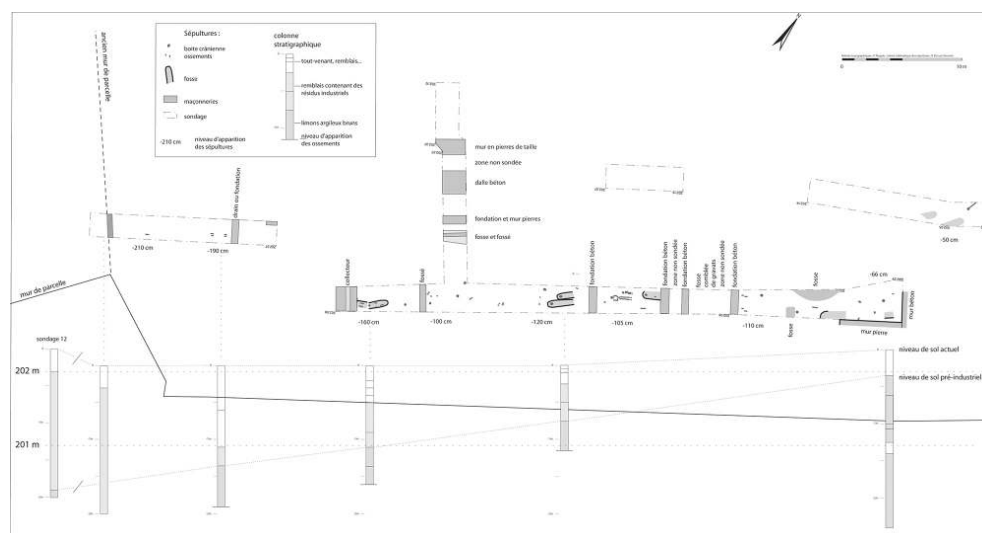 ancien mur de parcelle
Sépultures :
boite crânienne
ossements
fosse
maçonneries
sondage
-210 cm
niveau d'apparition
des sépultures
colonne
stratigraphique
tout-venant, remblais...
remblais contenant des
résidus industriels
limons argileux bruns
niveau d'apparition
des ossements
N
0
10m
mur en pierres de taille
zone non sondée
dalle béton
fondation et mur pierres
fosse et fossé
drain ou fondation
-210 cm
-190 cm
-50 cm
mur de parcelle
collecteur
fossé
fondation béton
fondation béton
zone non sondée
fondation béton
fosse
comblée
de gravats
zone non sondée
fondation béton
fosse
-66 cm
mur béton
-160 cm
-100 cm
-120 cm
-105 cm
-110 cm
fosse
mur pierre
sondage 12
niveau de sol actuel
202 m
niveau de sol pré-industriel
201 m